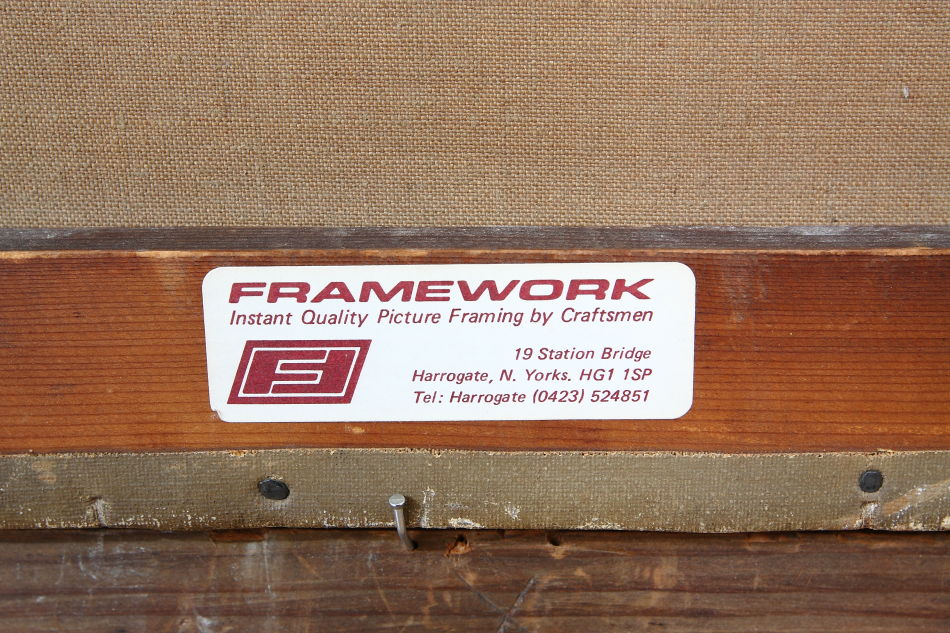 FRAMEWORK
Instant Quality Picture Framing by Craftsmen
19 Station Bridge
Harrogate, N. Yorks. HG1 1SP
Tel: Harrogate (0423) 524851